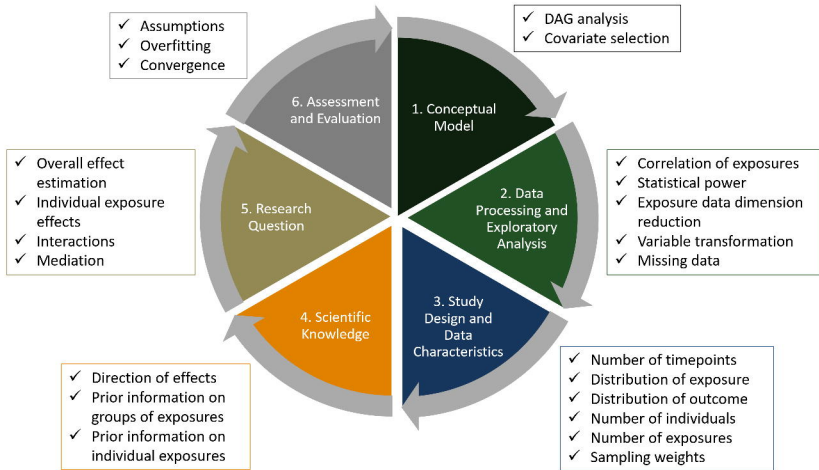 ✓ DAG analysis
✓ Covariate selection
1. Conceptual
Model
✓ Correlation of exposures
✓ Statistical power
✓ Exposure data dimension
reduction
✓ Variable transformation
✓ Missing data
2. Data
Processing and
Exploratory
Analysis
✓ Number of timepoints
✓ Distribution of exposure
✓ Distribution of outcome
✓ Number of individuals
✓ Number of exposures
✓ Sampling weights
3. Study
Design and
Data
Characteristics
✓ Direction of effects
✓ Prior information on
groups of exposures
✓ Prior information on
individual exposures
4. Scientific
Knowledge
✓ Overall effect
estimation
✓ Individual exposure
effects
✓ Interactions
✓ Mediation
5. Research
Question
✓ Assumptions
✓ Overfitting
✓ Convergence
6. Assessment
and Evaluation